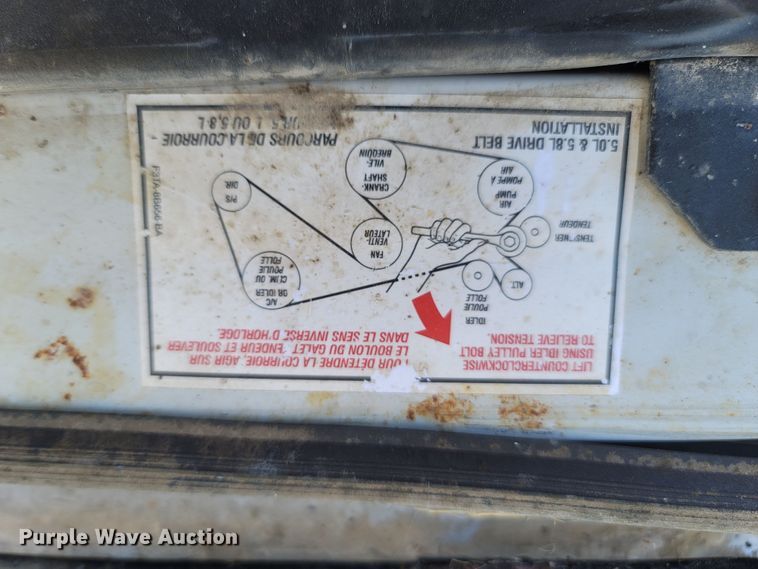 LIFT COUNTERCLOCKWISE
USING IDLER PULLEY BOLT
TO RELIEVE TENSION.
POUR DETENDRE LA COURROIE, AGIR SUR
LE BOULON DU GALET TENDEUR ET SOULEVER
DANS LE SENS INVERSE D'HORLOGE.
IDLER
POULIE
FOLLE
A/C
OR IDLER
CLIM. OU
POULIE
FOLLE
ALT.
TENSIONER
TENDEUR
FAN
VENTI-
LATEUR
AIR
PUMP
POMPE À
AIR
CRANK-
SHAFT
VILE-
BREQUIN
P/S
DIR.
5.0L & 5.8L DRIVE BELT
INSTALLATION
PARCOURS DE LA COURROIE
OU 5.8 L
F3TA-8B656-BA
Purple Wave Auction